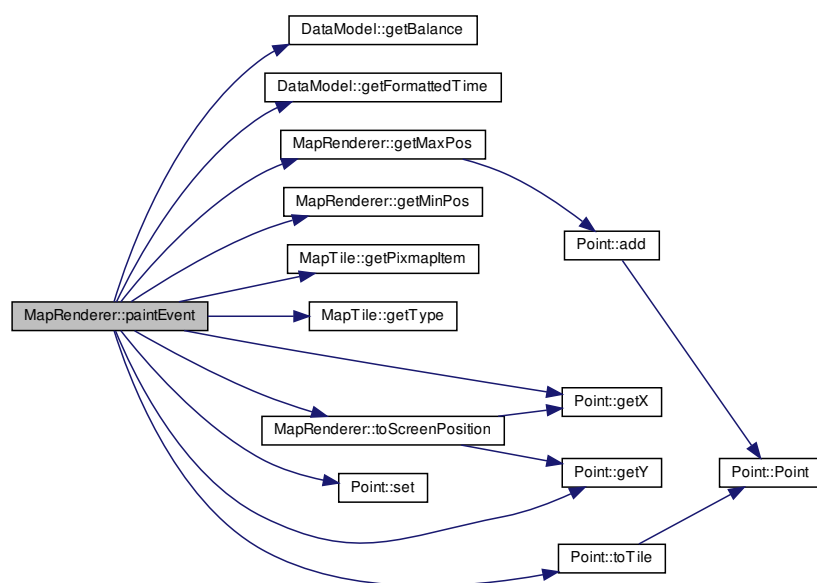 DataModel::getBalance
DataModel::getFormattedTime
MapRenderer::getMaxPos
MapRenderer::getMinPos
Point::add
MapTile::getPixmapItem
MapRenderer::paintEvent
MapTile::getType
Point::getX
MapRenderer::toScreenPosition
Point::getY
Point::Point
Point::set
Point::toTile